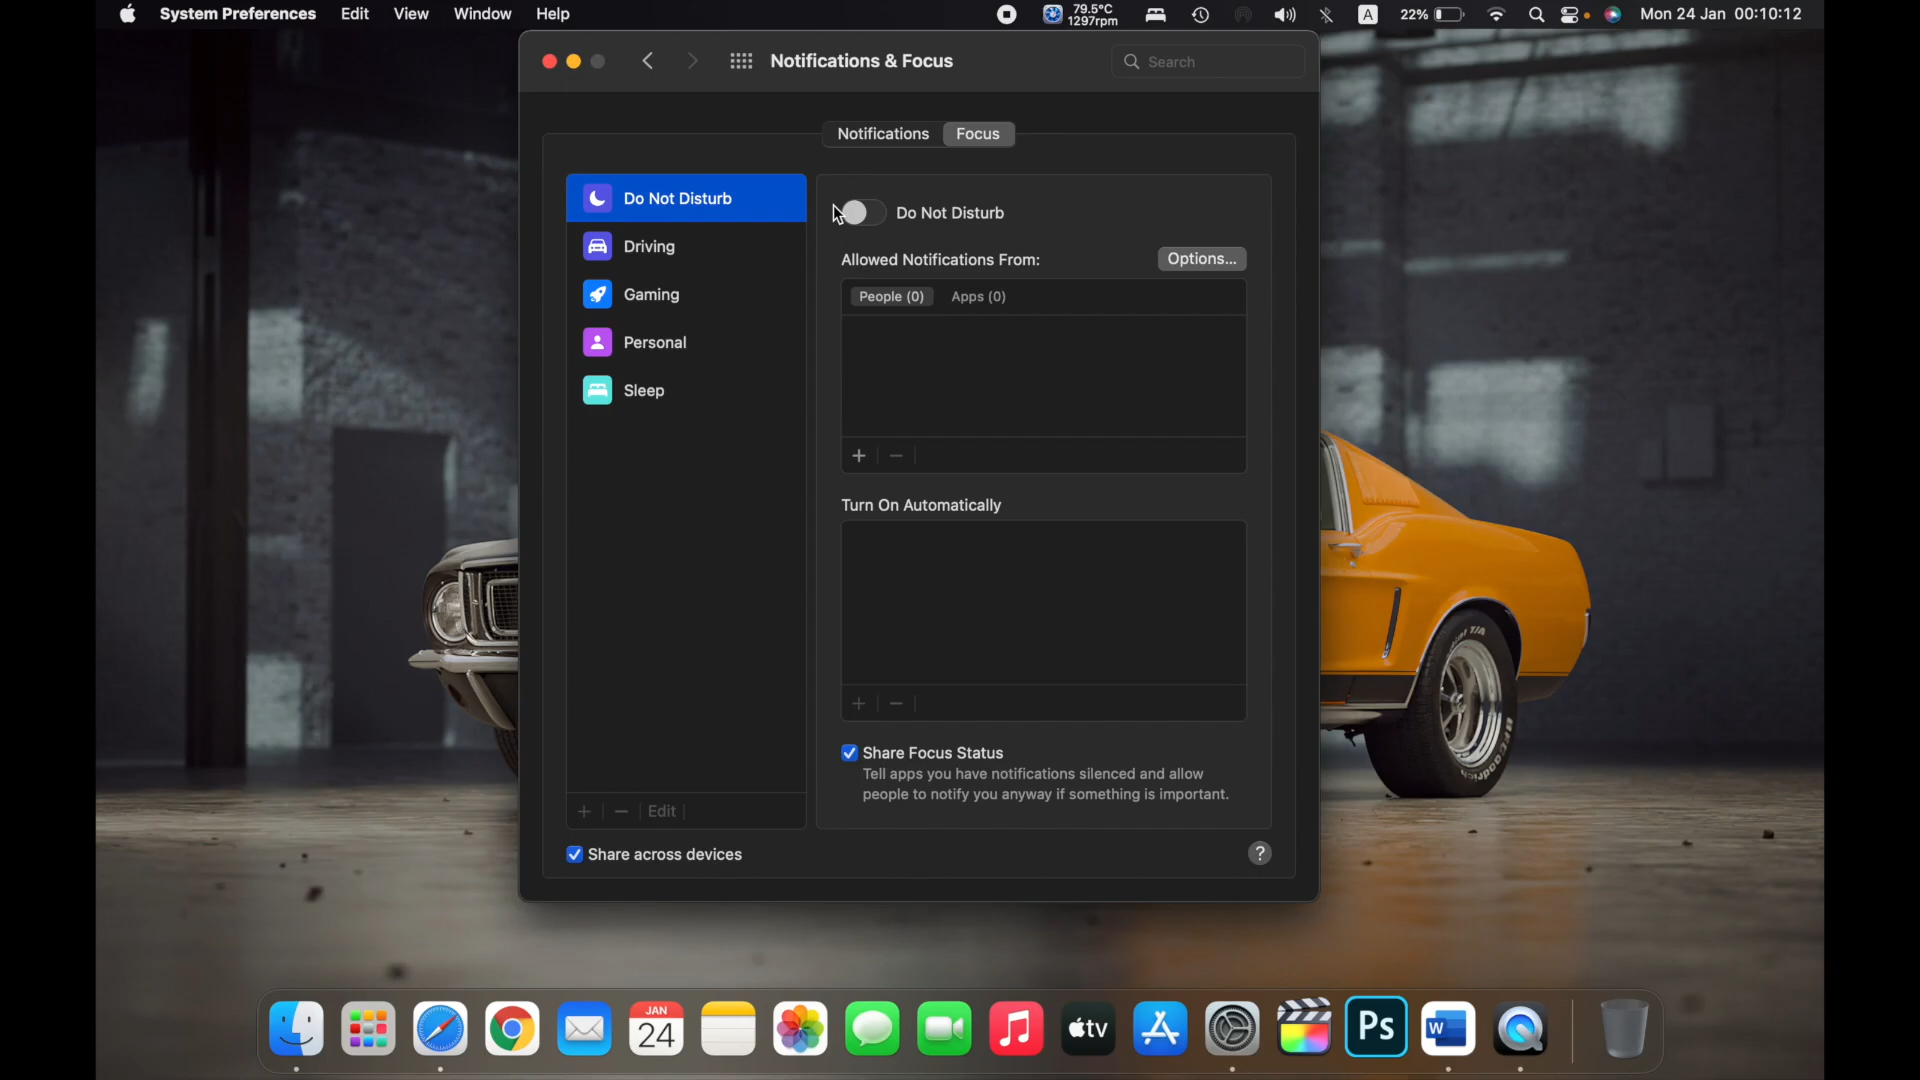 System Preferences Edit View Window Help
79.5°C
1297rpm
A
22%
Mon 24 Jan 00:10:12
Notifications & Focus
Search
Notifications Focus
Do Not Disturb
Driving
Gaming
Personal
Sleep
+ − Edit
Do Not Disturb
Allowed Notifications From:
Options...
People (0) Apps (0)
+ −
Turn On Automatically
+ −
Share Focus Status
Tell apps you have notifications silenced and allow
people to notify you anyway if something is important.
Share across devices
?
RADIAL T/A
BFGoodrich
JAN
24
tv
Ps
W